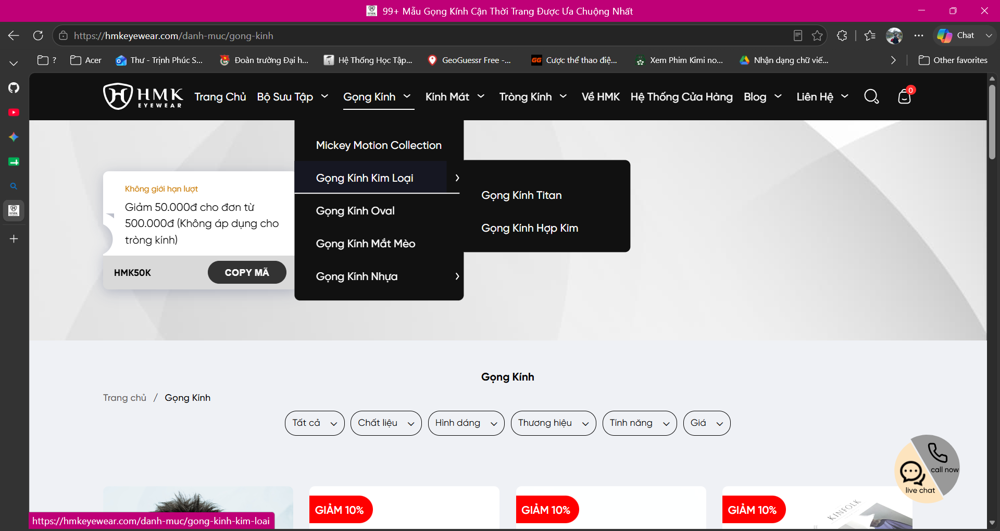 99+ Mẫu Gọng Kính Cận Thời Trang Được Ưa Chuộng Nhất
https://hmkeyewear.com/danh-muc/gong-kinh
Chat
?
Acer
Thư - Trịnh Phúc S...
Đoàn trường Đại h...
Hệ Thống Học Tập...
GeoGuessr Free -...
Cược thể thao điệ...
Xem Phim Kimi no...
Nhận dạng chữ viế...
Other favorites
HMK
EYEWEAR
Trang Chủ
Bộ Sưu Tập
Gọng Kính
Kính Mát
Tròng Kính
Về HMK
Hệ Thống Cửa Hàng
Blog
Liên Hệ
0
Mickey Motion Collection
Gọng Kính Kim Loại
Gọng Kính Oval
Gọng Kính Mắt Mèo
Gọng Kính Nhựa
Gọng Kính Titan
Gọng Kính Hợp Kim
Không giới hạn lượt
Giảm 50.000đ cho đơn từ
500.000đ (Không áp dụng cho
tròng kính)
HMK50K
COPY MÃ
Gọng Kính
Trang chủ / Gọng Kính
Tất cả
Chất liệu
Hình dáng
Thương hiệu
Tính năng
Giá
call now
live chat
GIẢM 10%
GIẢM 10%
GIẢM 10%
KINFOLK
https://hmkeyewear.com/danh-muc/gong-kinh-kim-loai